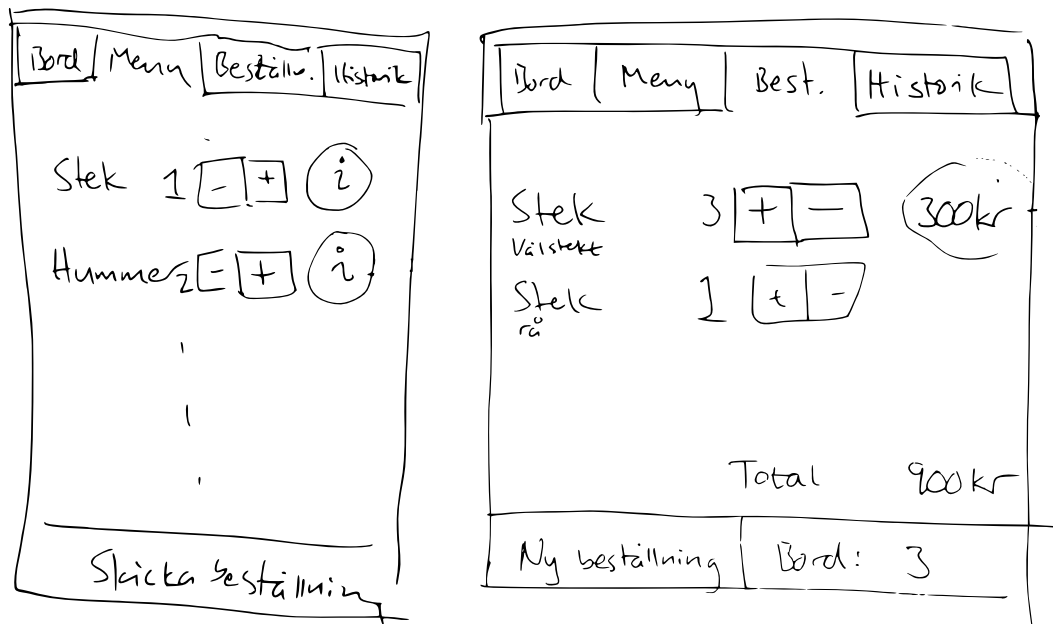 Bord Meny Beställn. Historik
Stek 1 - + i
Hummer 2 - + i
Skicka beställning
Bord Meny Best. Historik
Stek 3 + - 300kr
Välstekt
Stek 1 + -
rå
Total 900kr
Ny beställning Bord: 3